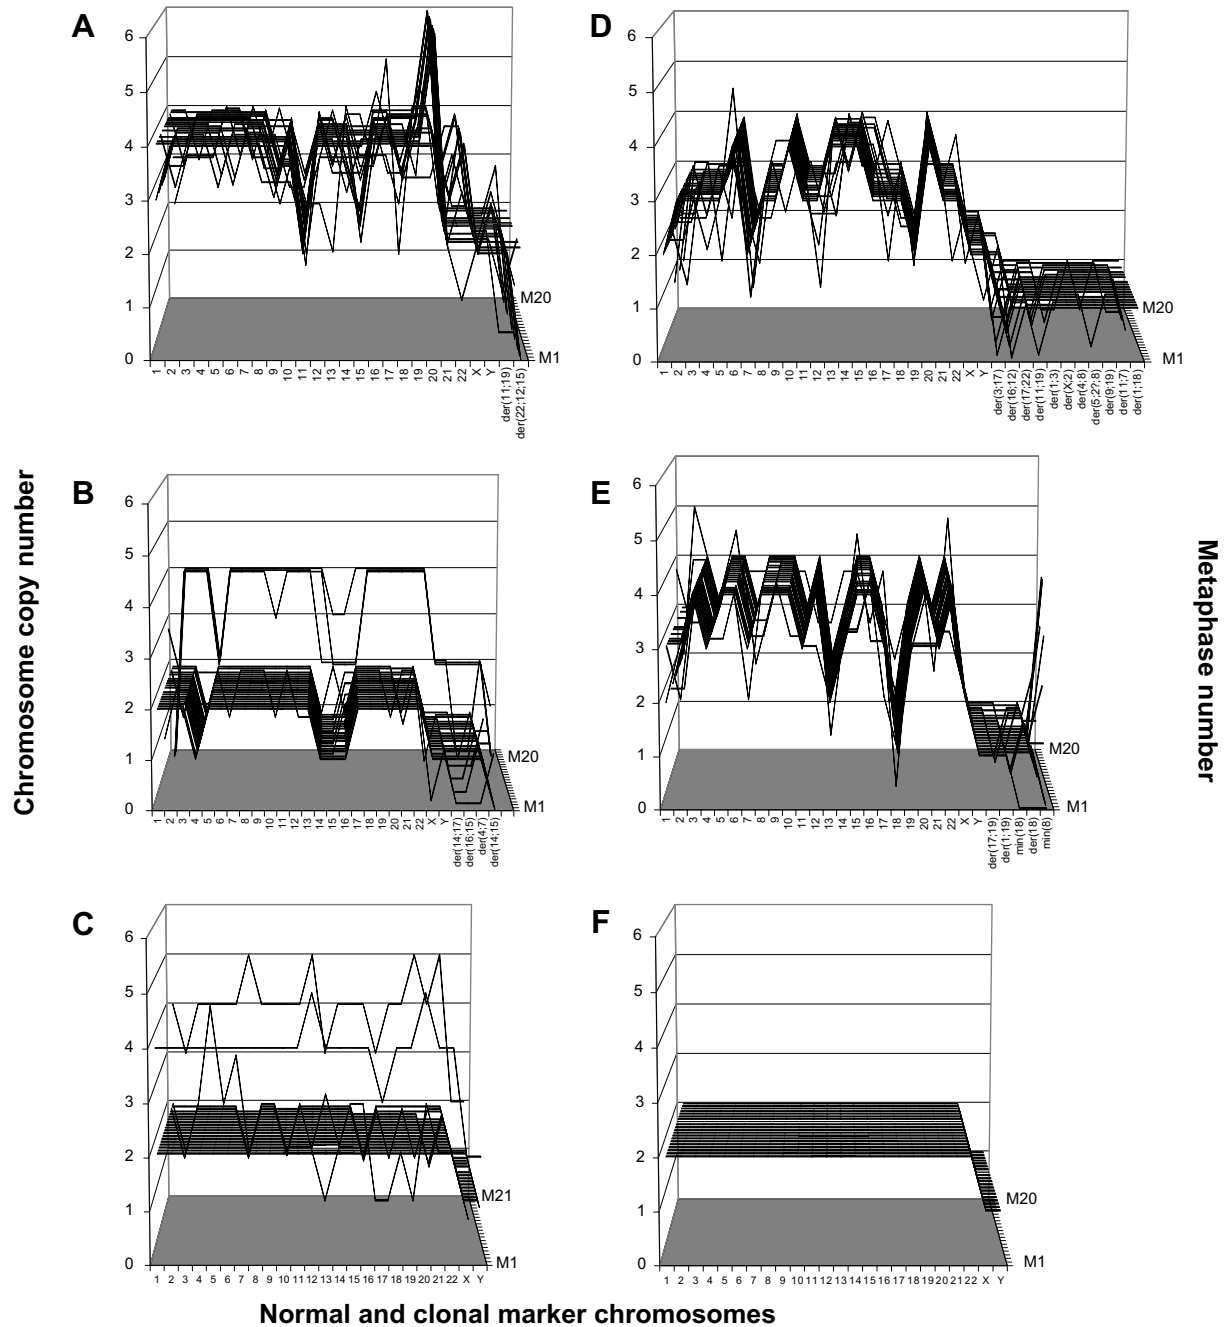 A
6
5
4
3
2
1
0
M20
M1
1 2 3 4 5 6 7 8 9 10 11 12 13 14 15 16 17 18 19 20 21 22 X Y der(11;19) der(22;12;15)
D
6
5
4
3
2
1
0
M20
M1
1 2 3 4 5 6 7 8 9 10 11 12 13 14 15 16 17 18 19 20 21 22 X Y der(3;17) der(16;12) der(17;22) der(11;19) der(1;3) der(X;2) der(4;8) der(5;2?;8) der(9;19) der(11;7) der(1;18)
Chromosome copy number
B
6
5
4
3
2
1
0
M20
M1
1 2 3 4 5 6 7 8 9 10 11 12 13 14 15 16 17 18 19 20 21 22 X Y der(14;17) der(16;15) der(4;7) der(14;15)
E
6
5
4
3
2
1
0
M20
M1
1 2 3 4 5 6 7 8 9 10 11 12 13 14 15 16 17 18 19 20 21 22 X Y der(17;19) der(1;19) min(18) der(18) min(8)
Metaphase number
C
6
5
4
3
2
1
0
M21
M1
1 2 3 4 5 6 7 8 9 10 11 12 13 14 15 16 17 18 19 20 21 22 X Y
F
6
5
4
3
2
1
0
M20
M1
1 2 3 4 5 6 7 8 9 10 11 12 13 14 15 16 17 18 19 20 21 22 X Y
Normal and clonal marker chromosomes